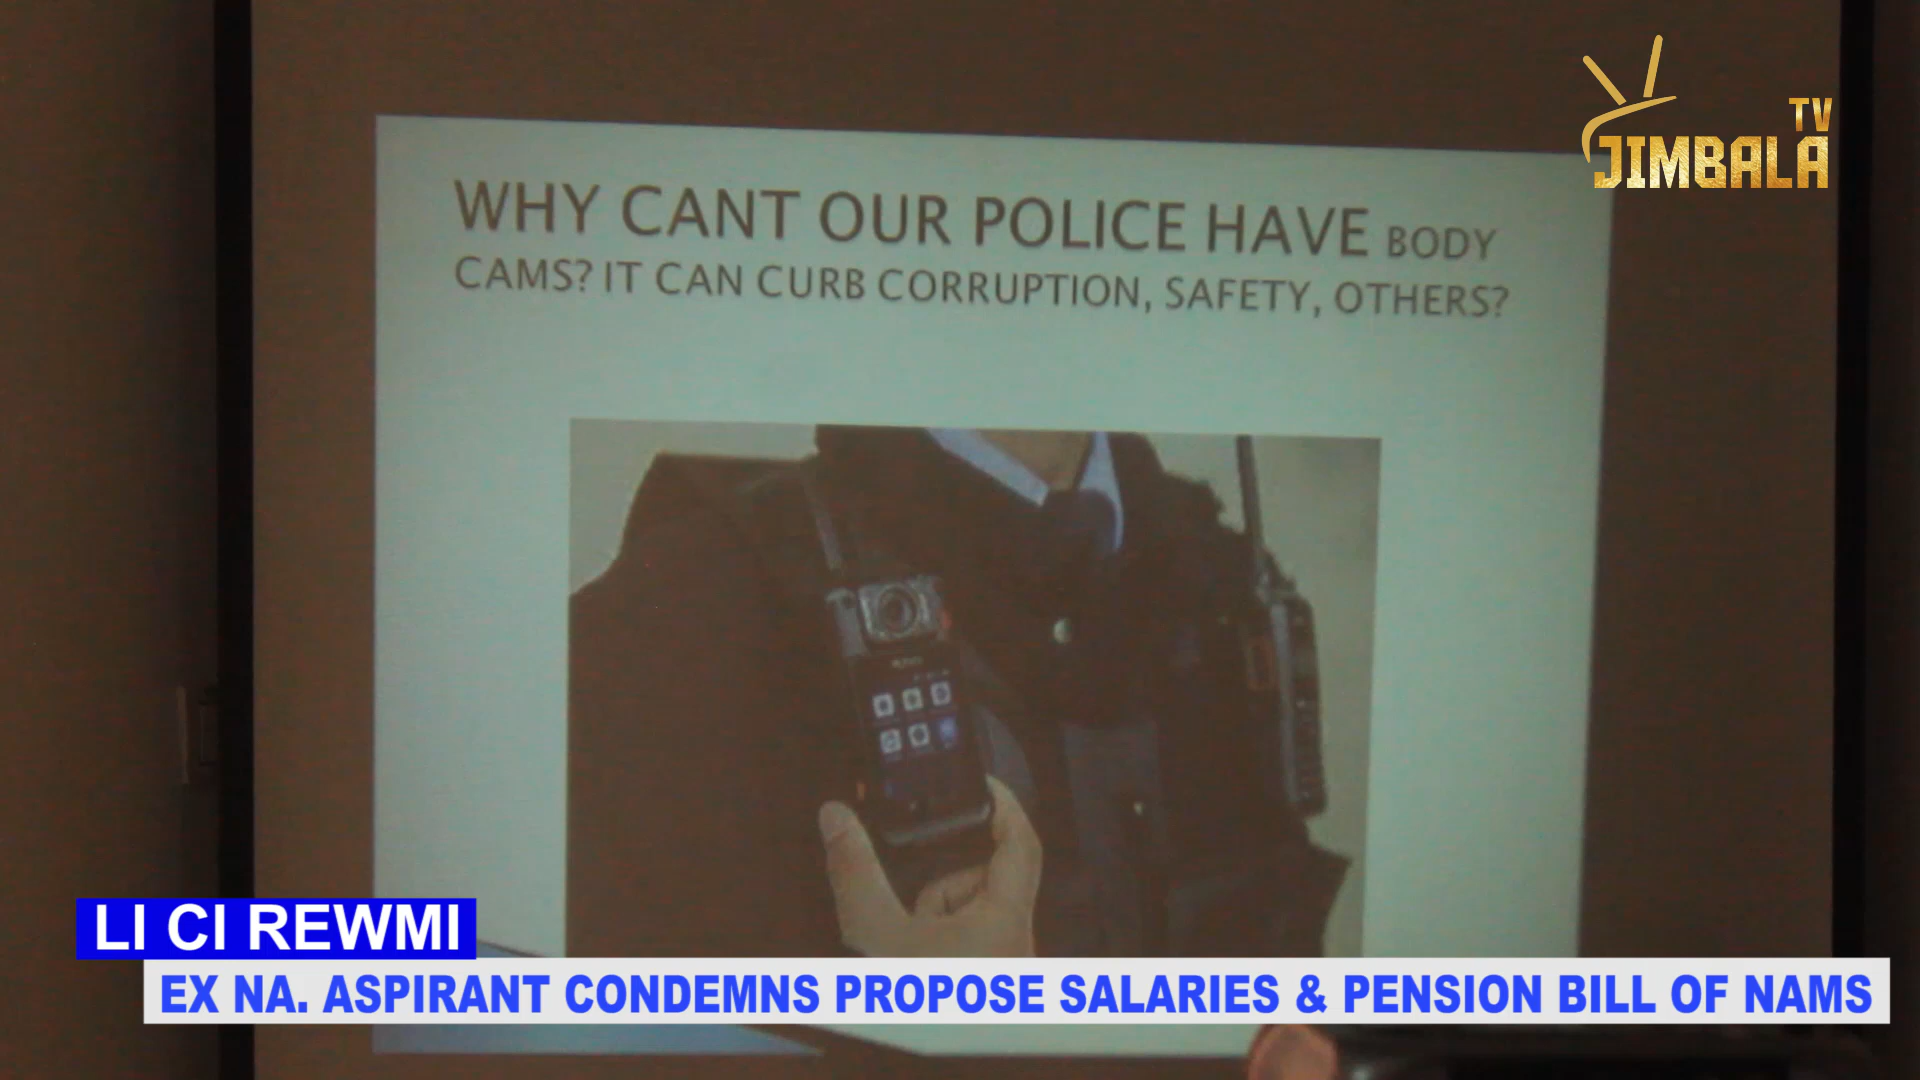 TV
JIMBALA
WHY CANT OUR POLICE HAVE BODY
CAMS? IT CAN CURB CORRUPTION, SAFETY, OTHERS?
LI CI REWMI
EX NA. ASPIRANT CONDEMNS PROPOSE SALARIES & PENSION BILL OF NAMS